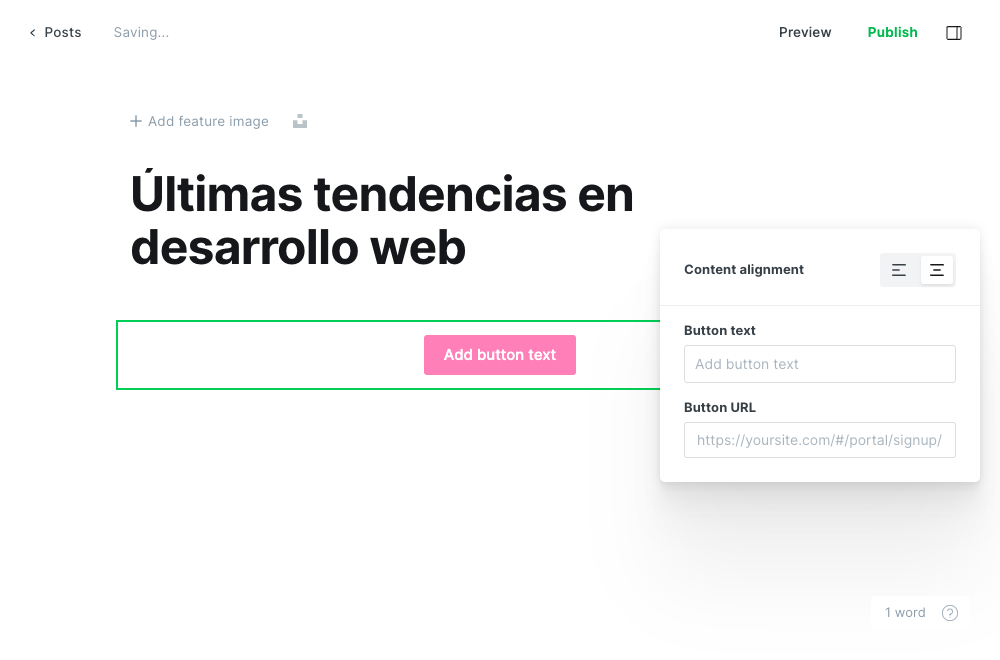 Posts
Saving...
Preview
Publish
Add feature image
Últimas tendencias en
desarrollo web
Content alignment
Button text
Add button text
Add button text
Button URL
https://yoursite.com/#/portal/signup/
1 word